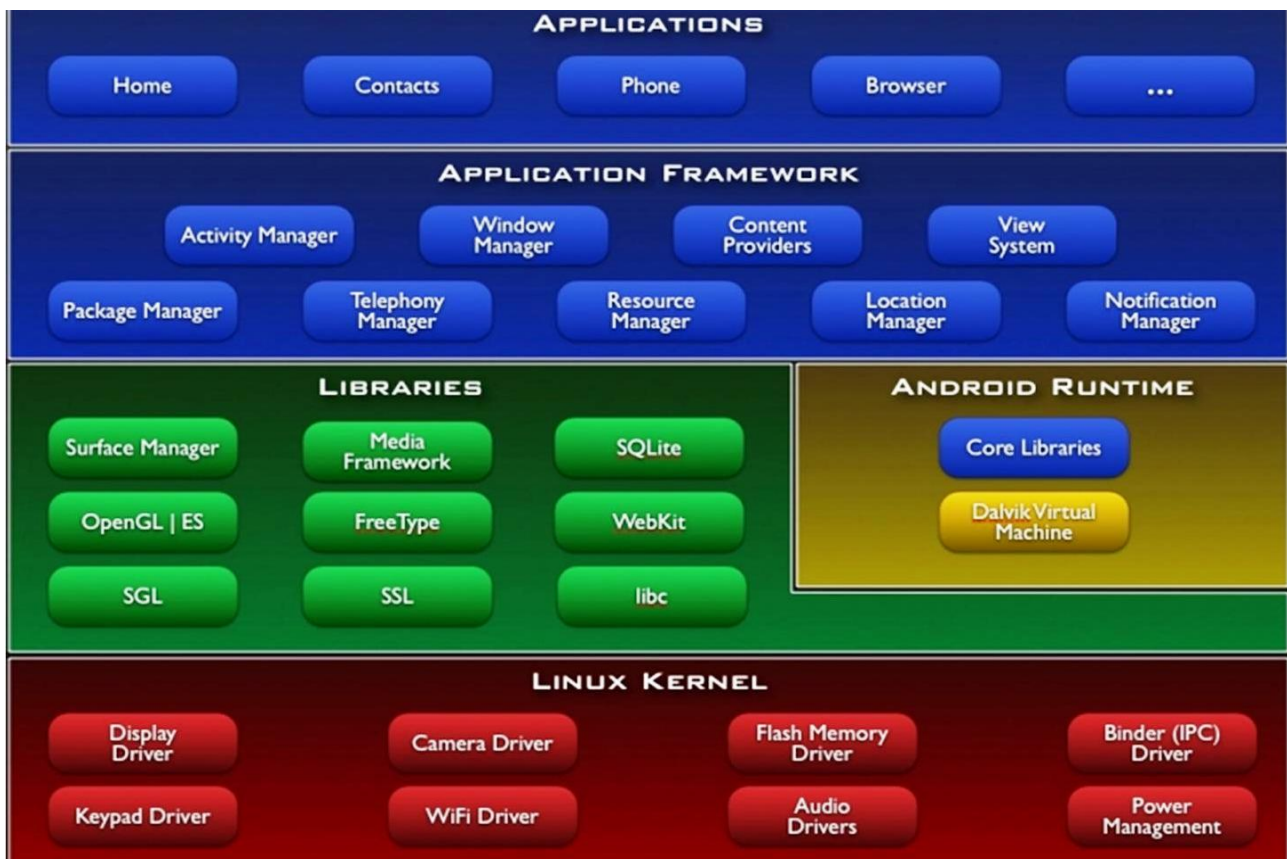 APPLICATIONS
Home
Contacts
Phone
Browser
...
APPLICATION FRAMEWORK
Activity Manager
Window
Manager
Content
Providers
View
System
Package Manager
Telephony
Manager
Resource
Manager
Location
Manager
Notification
Manager
LIBRARIES
Surface Manager
Media
Framework
SQLite
OpenGL | ES
FreeType
WebKit
SGL
SSL
libc
ANDROID RUNTIME
Core Libraries
Dalvik Virtual
Machine
LINUX KERNEL
Display
Driver
Camera Driver
Flash Memory
Driver
Binder (IPC)
Driver
Keypad Driver
WiFi Driver
Audio
Drivers
Power
Management